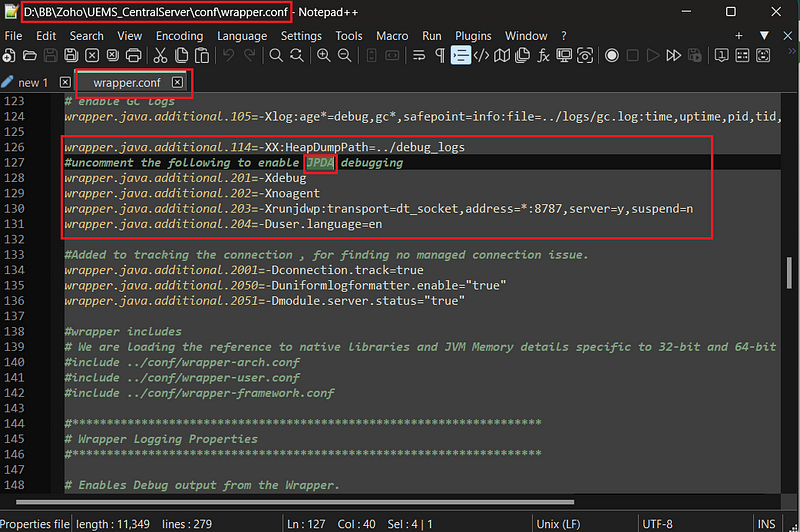 D:\BB\Zoho\UEMS_CentralServer\conf\wrapper.conf - Notepad++
File Edit Search View Encoding Language Settings Tools Macro Run Plugins Window ?
new 1 wrapper.conf
123 # enable GC logs
124 wrapper.java.additional.105=-Xlog:age*=debug,gc*,safepoint=info:file=../logs/gc.log:time,uptime,pid,tid,
125
126 wrapper.java.additional.114=-XX:HeapDumpPath=../debug_logs
127 #uncomment the following to enable JPDA debugging
128 wrapper.java.additional.201=-Xdebug
129 wrapper.java.additional.202=-Xnoagent
130 wrapper.java.additional.203=-Xrunjdwp:transport=dt_socket,address=*:8787,server=y,suspend=n
131 wrapper.java.additional.204=-Duser.language=en
132
133 #Added to tracking the connection , for finding no managed connection issue.
134 wrapper.java.additional.2001=-Dconnection.track=true
135 wrapper.java.additional.2050=-Duniformlogformatter.enable="true"
136 wrapper.java.additional.2051=-Dmodule.server.status="true"
137
138 #wrapper includes
139 # We are loading the reference to native libraries and JVM Memory details specific to 32-bit and 64-bit
140 #include ../conf/wrapper-arch.conf
141 #include ../conf/wrapper-user.conf
142 #include ../conf/wrapper-framework.conf
143
144 #****************************************************************
145 # Wrapper Logging Properties
146 #****************************************************************
147
148 # Enables Debug output from the Wrapper.
Properties file length : 11,349 lines : 279 Ln : 127 Col : 40 Sel : 4 | 1 Unix (LF) UTF-8 INS